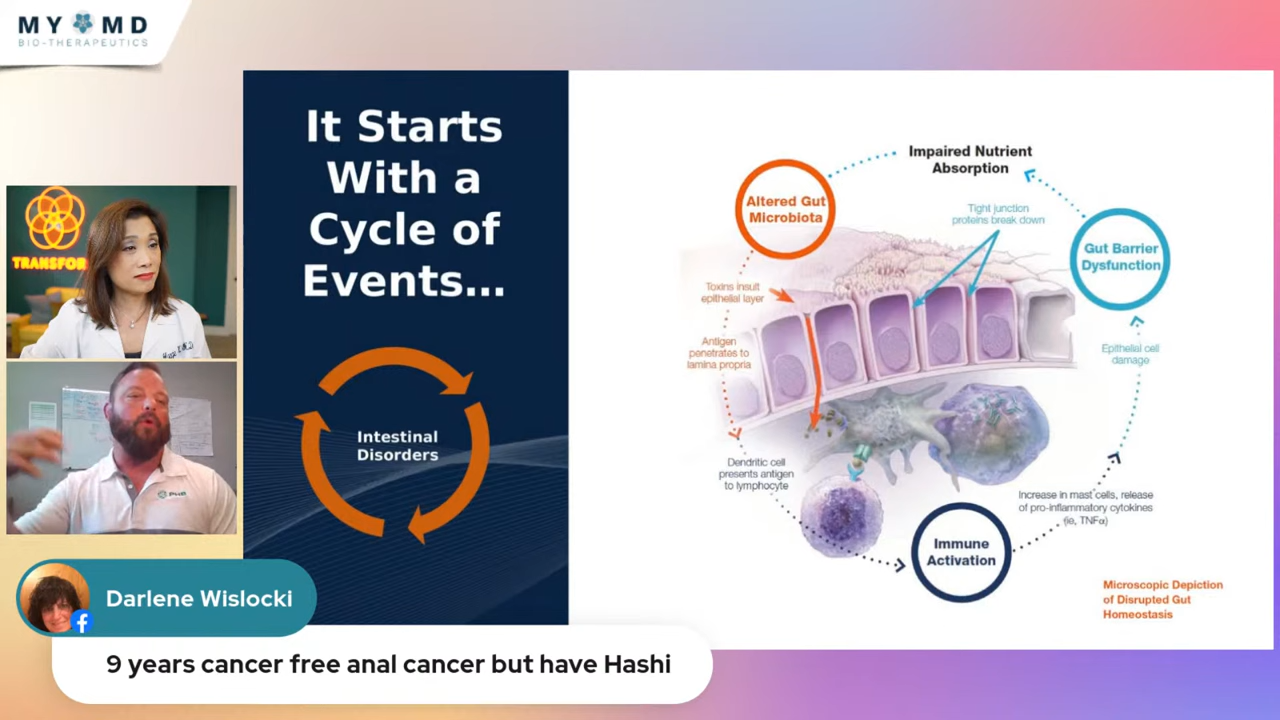 MY MD
BIO-THERAPEUTICS
It Starts
With a
Cycle of
Events...
Intestinal
Disorders
Impaired Nutrient
Absorption
Altered Gut
Microbiota
Tight junction
proteins break down
Gut Barrier
Dysfunction
Toxins insult
epithelial layer
Antigen
penetrates to
lamina propria
Epithelial cell
damage
Dendritic cell
presents antigen
to lymphocyte
Increase in mast cells, release
of pro-inflammatory cytokines
(ie, TNFα)
Immune
Activation
Microscopic Depiction
of Disrupted Gut
Homeostasis
TRANSFOR
PHP
Darlene Wislocki
9 years cancer free anal cancer but have Hashi